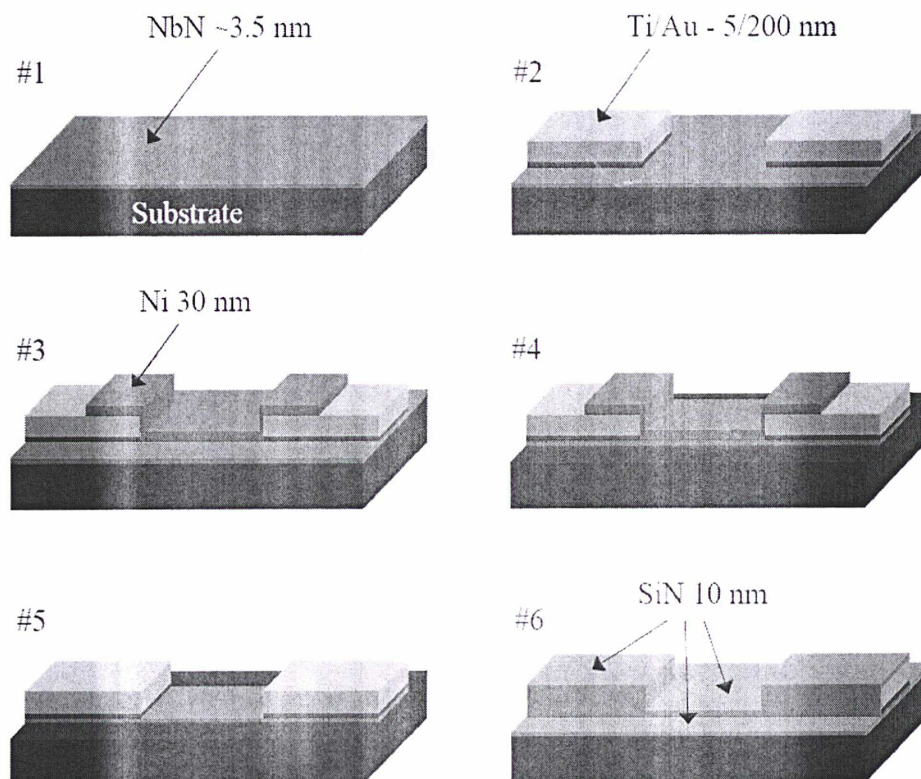 NbN ~3.5 nm
Ti/Au - 5/200 nm
#1
#2
Substrate
Ni 30 nm
#3
#4
SiN 10 nm
#5
#6